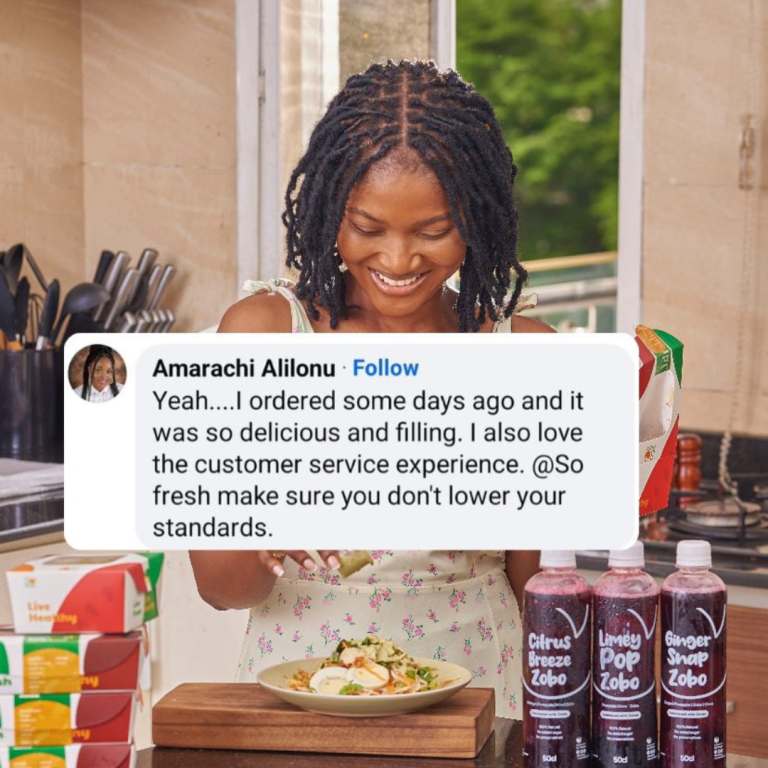 Amarachi Alilonu · Follow
Yeah....I ordered some days ago and it
was so delicious and filling. I also love
the customer service experience. @So
fresh make sure you don't lower your
standards.
Live
Healthy
Citrus
Breeze
Zobo
50cl
Limey
Pop
Zobo
50cl
Ginger
Snap
Zobo
50cl